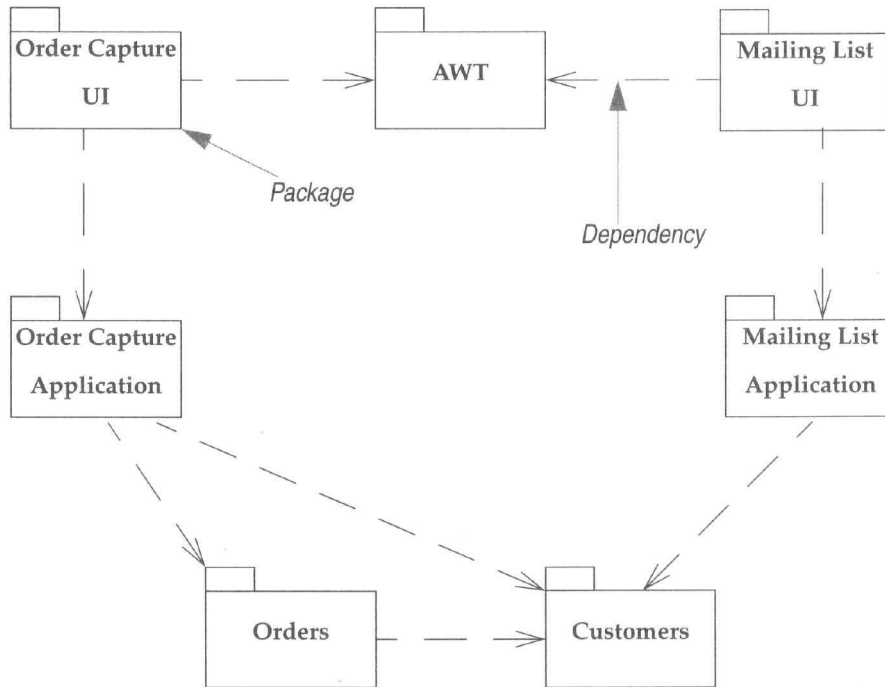 Order Capture
UI
AWT
Mailing List
UI
Package
Dependency
Order Capture
Application
Mailing List
Application
Orders
Customers